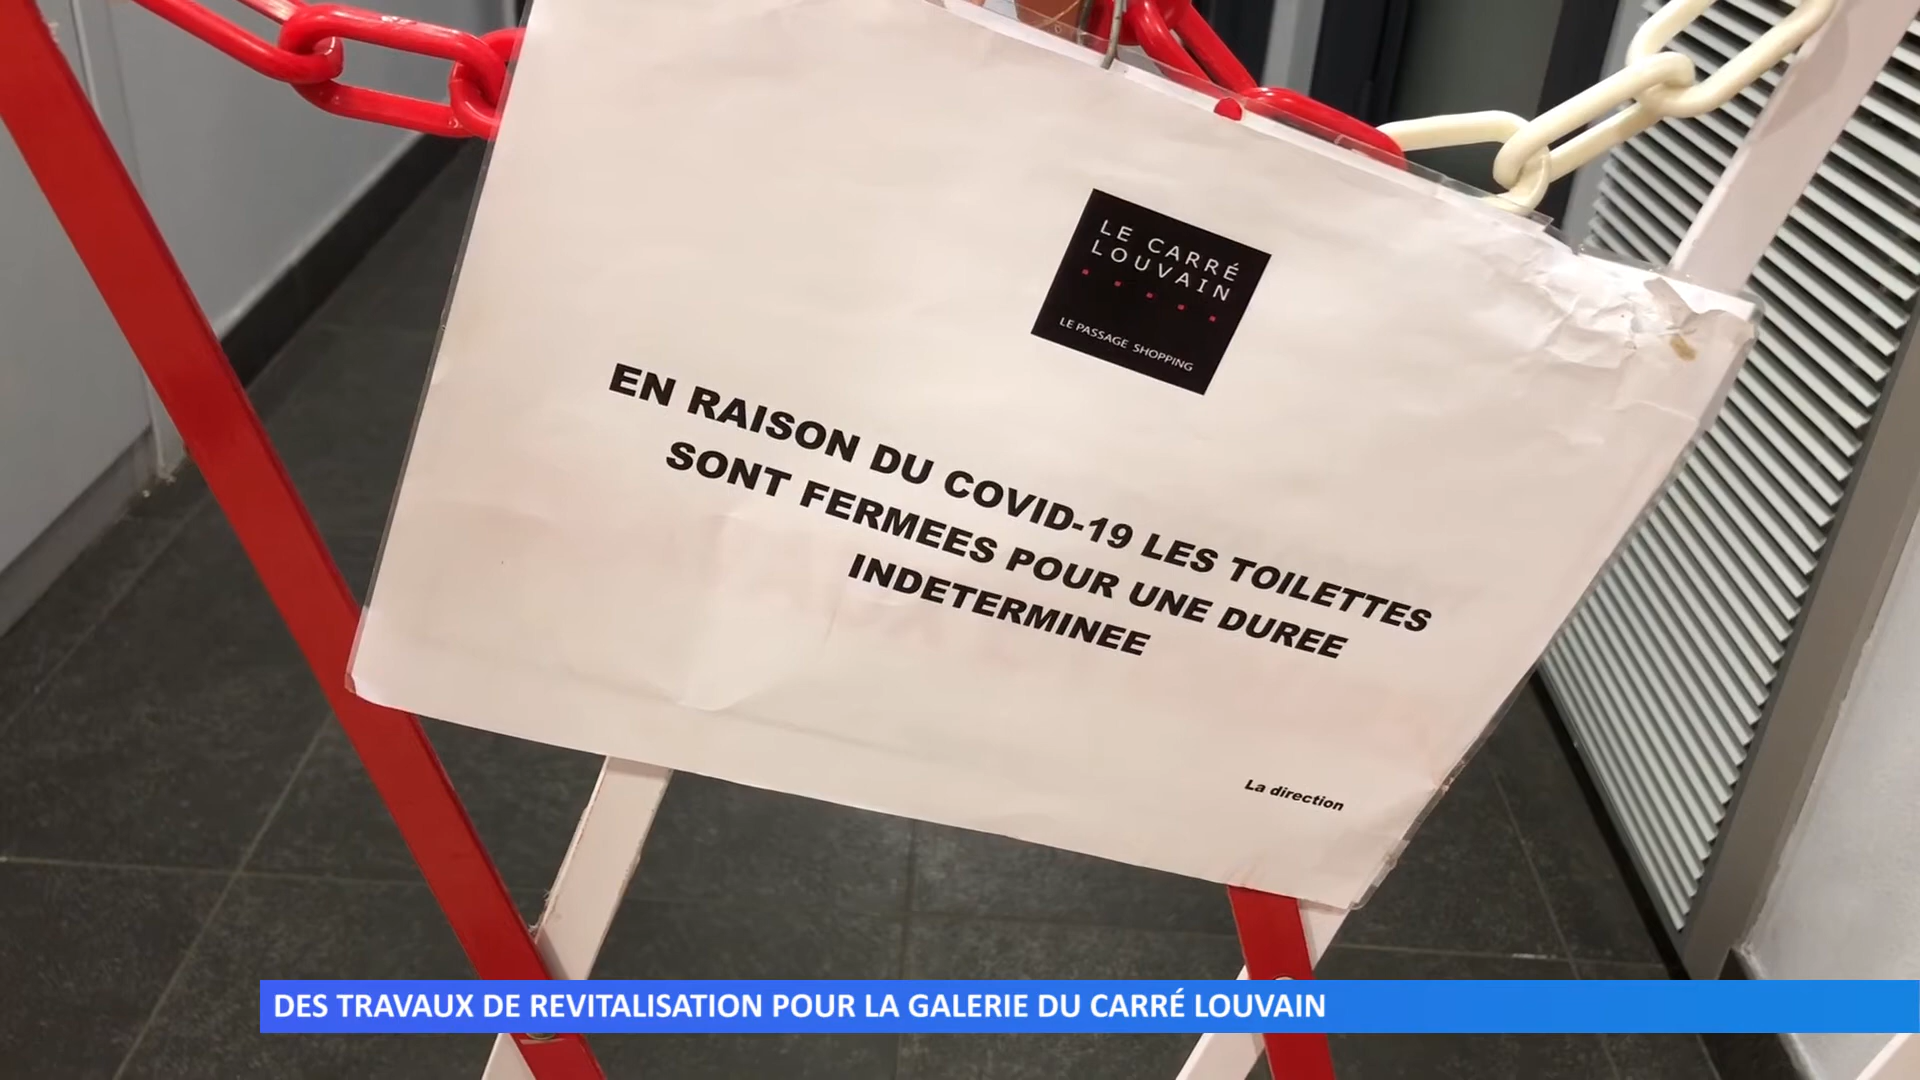 LE CARRÉ
LOUVAIN
LE PASSAGE SHOPPING
EN RAISON DU COVID-19 LES TOILETTES
SONT FERMEES POUR UNE DUREE
INDETERMINEE
La direction
DES TRAVAUX DE REVITALISATION POUR LA GALERIE DU CARRÉ LOUVAIN